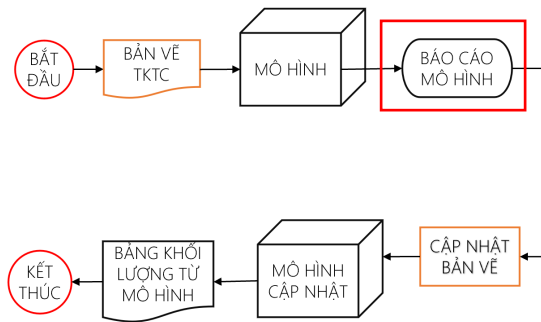 BẮT
ĐẦU
BẢN VẼ
TKTC
MÔ HÌNH
BÁO CÁO
MÔ HÌNH
CẬP NHẬT
BẢN VẼ
MÔ HÌNH
CẬP NHẬT
BẢNG KHỐI
LƯỢNG TỪ
MÔ HÌNH
KẾT
THÚC